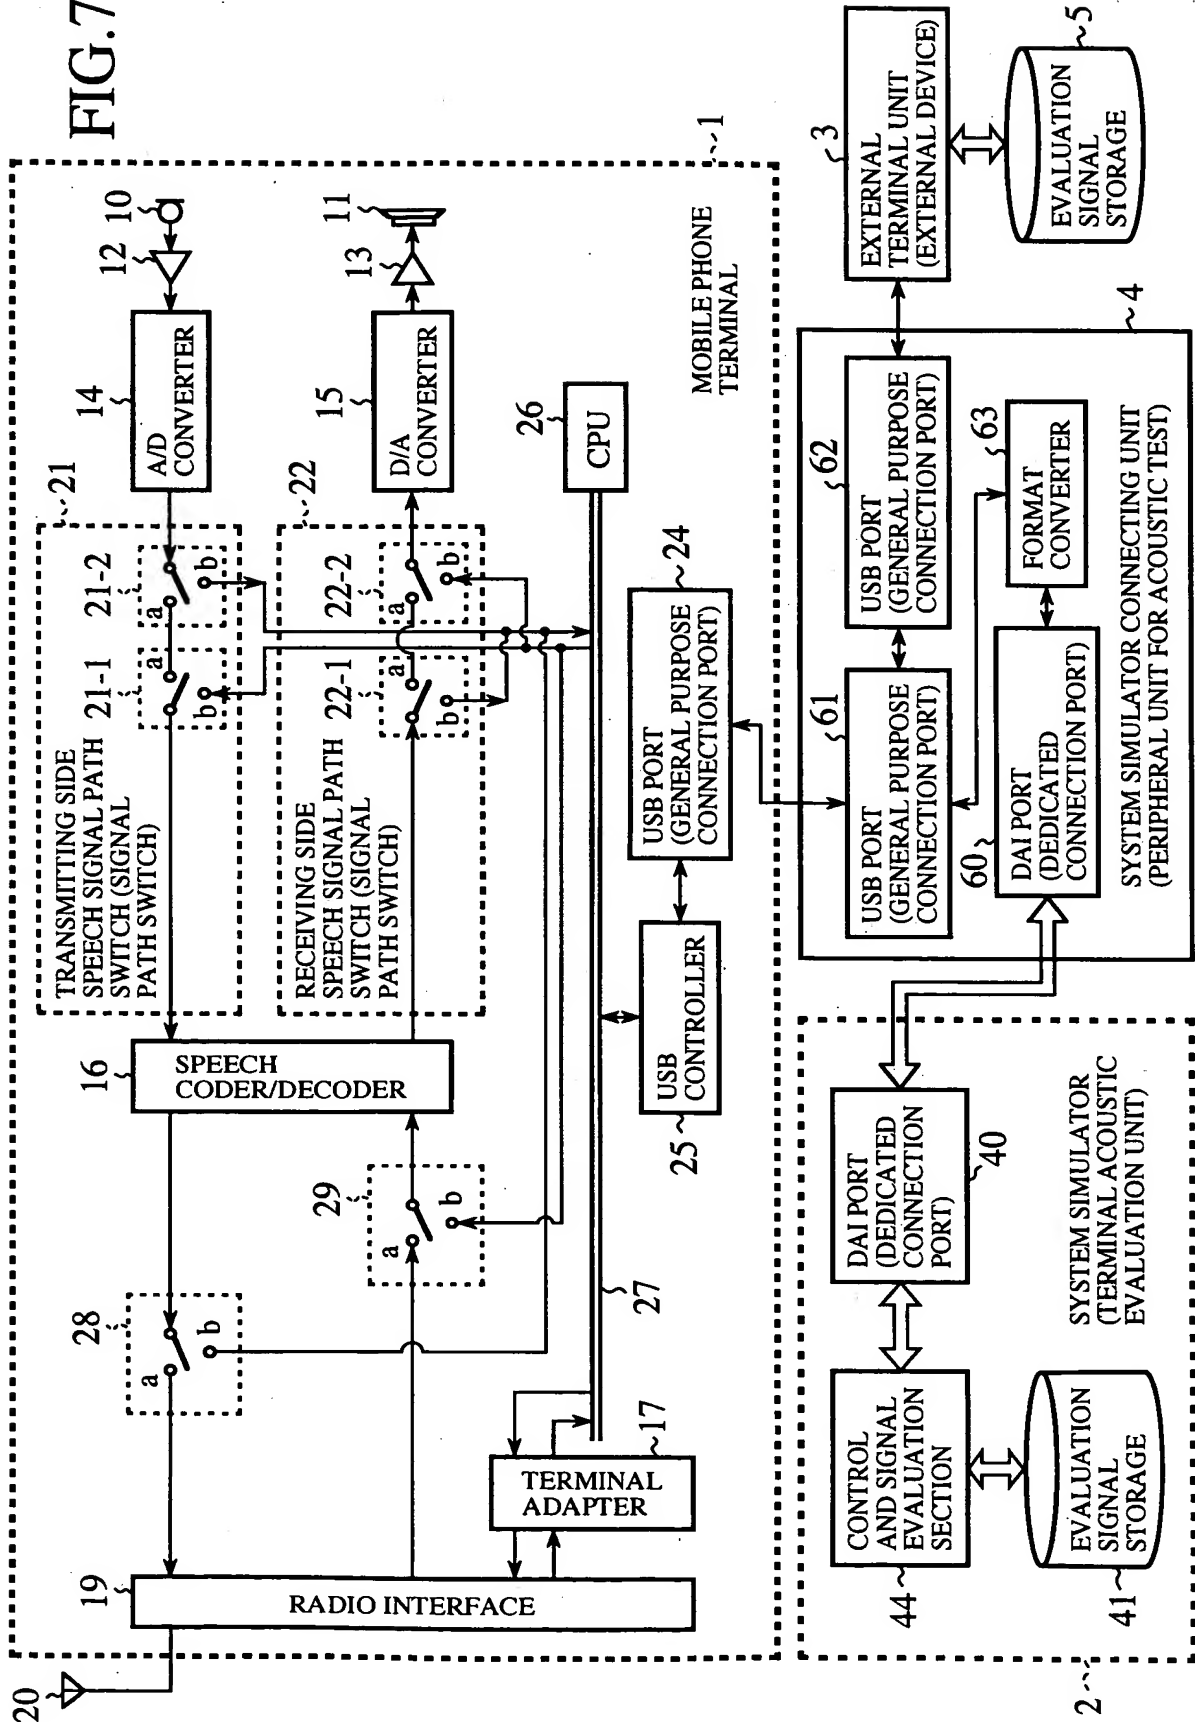 FIG.7
1
10
12
11
13
14
A/D
CONVERTER
15
D/A
CONVERTER
MOBILE PHONE
TERMINAL
26
CPU
21
21-2
a
b
21-1
a
b
TRANSMITTING SIDE
SPEECH SIGNAL PATH
SWITCH (SIGNAL
PATH SWITCH)
22
22-2
a
b
22-1
a
b
RECEIVING SIDE
SPEECH SIGNAL PATH
SWITCH (SIGNAL
PATH SWITCH)
24
USB PORT
(GENERAL PURPOSE
CONNECTION PORT)
16
SPEECH
CODER/DECODER
USB
CONTROLLER
25
28
a
b
29
a
b
27
17
TERMINAL
ADAPTER
19
RADIO INTERFACE
20
3
EXTERNAL
TERMINAL UNIT
(EXTERNAL DEVICE)
5
EVALUATION
SIGNAL
STORAGE
4
62
USB PORT
(GENERAL PURPOSE
CONNECTION PORT)
63
FORMAT
CONVERTER
61
USB PORT
(GENERAL PURPOSE
CONNECTION PORT)
60
DAI PORT
(DEDICATED
CONNECTION PORT)
SYSTEM SIMULATOR CONNECTING UNIT
(PERIPHERAL UNIT FOR ACOUSTIC TEST)
DAI PORT
(DEDICATED
CONNECTION
PORT)
40
SYSTEM SIMULATOR
(TERMINAL ACOUSTIC
EVALUATION UNIT)
CONTROL
AND SIGNAL
EVALUATION
SECTION
44
EVALUATION
SIGNAL
STORAGE
41
2